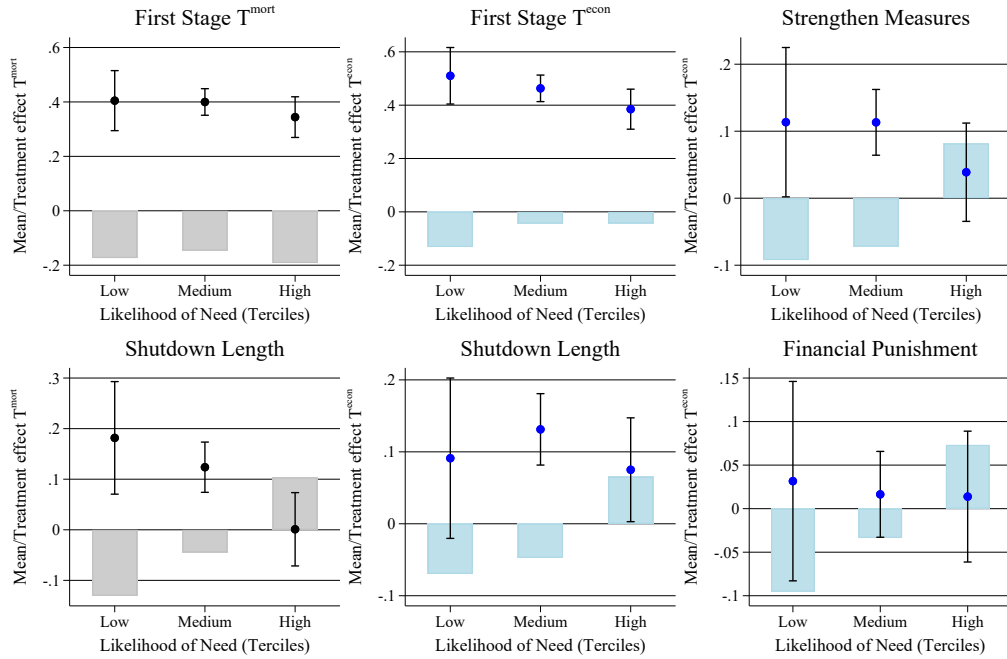 First Stage T^mort
Mean/Treatment effect T^mort
.6
.4
.2
0
-.2
Low Medium High
Likelihood of Need (Terciles)
First Stage T^econ
Mean/Treatment effect T^econ
.6
.4
.2
0
-.2
Low Medium High
Likelihood of Need (Terciles)
Strengthen Measures
Mean/Treatment effect T^econ
.2
.1
0
-.1
Low Medium High
Likelihood of Need (Terciles)
Shutdown Length
Mean/Treatment effect T^mort
.3
.2
.1
0
-.1
Low Medium High
Likelihood of Need (Terciles)
Shutdown Length
Mean/Treatment effect T^econ
.2
.1
0
-.1
Low Medium High
Likelihood of Need (Terciles)
Financial Punishment
Mean/Treatment effect T^econ
.15
.1
.05
0
-.05
-.1
Low Medium High
Likelihood of Need (Terciles)